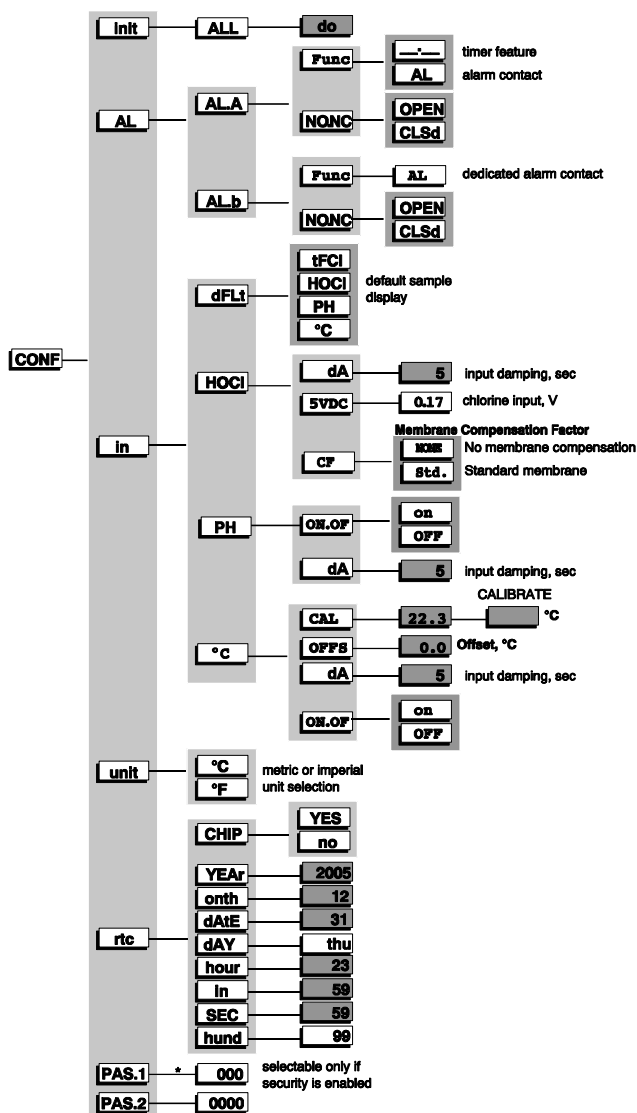 init ALL do
Func __.__ timer feature
AL alarm contact
AL AL.A
NO.NC OPEN
CLSd
Func AL dedicated alarm contact
AL.b
NO.NC OPEN
CLSd
tFCl
dFLt HOCl default sample
PH display
°C
CONF
HOCl dA 5 input damping, sec
5VDC 0.17 chlorine input, V
Membrane Compensation Factor
in NONE No membrane compensation
CF Std. Standard membrane
PH ON.OF on
OFF
dA 5 input damping, sec
CALIBRATE
CAL 22.3 °C
°C OFFS 0.0 Offset, °C
dA 5 input damping, sec
ON.OF on
OFF
unit °C metric or imperial
°F unit selection
CHIP YES
no
YEAr 2005
onth 12
dAtE 31
rtc dAY thu
hour 23
in 59
SEC 59
hund 99
PAS.1 * 000 selectable only if
security is enabled
PAS.2 0000